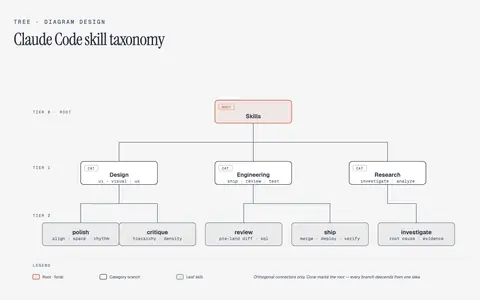 TREE · DIAGRAM DESIGN
Claude Code skill taxonomy
TIER 0 · ROOT
ROOT
Skills
TIER 1
CAT
Design
ui · visual · ux
CAT
Engineering
ship · review · test
CAT
Research
investigate · analyze
TIER 2
polish
align · space · rhythm
critique
hierarchy · density
review
pre-land diff · sql
ship
merge · deploy · verify
investigate
root cause · evidence
LEGEND
Root · focal
Category branch
Leaf skill
Orthogonal connectors only. Coral marks the root — every branch descends from one idea